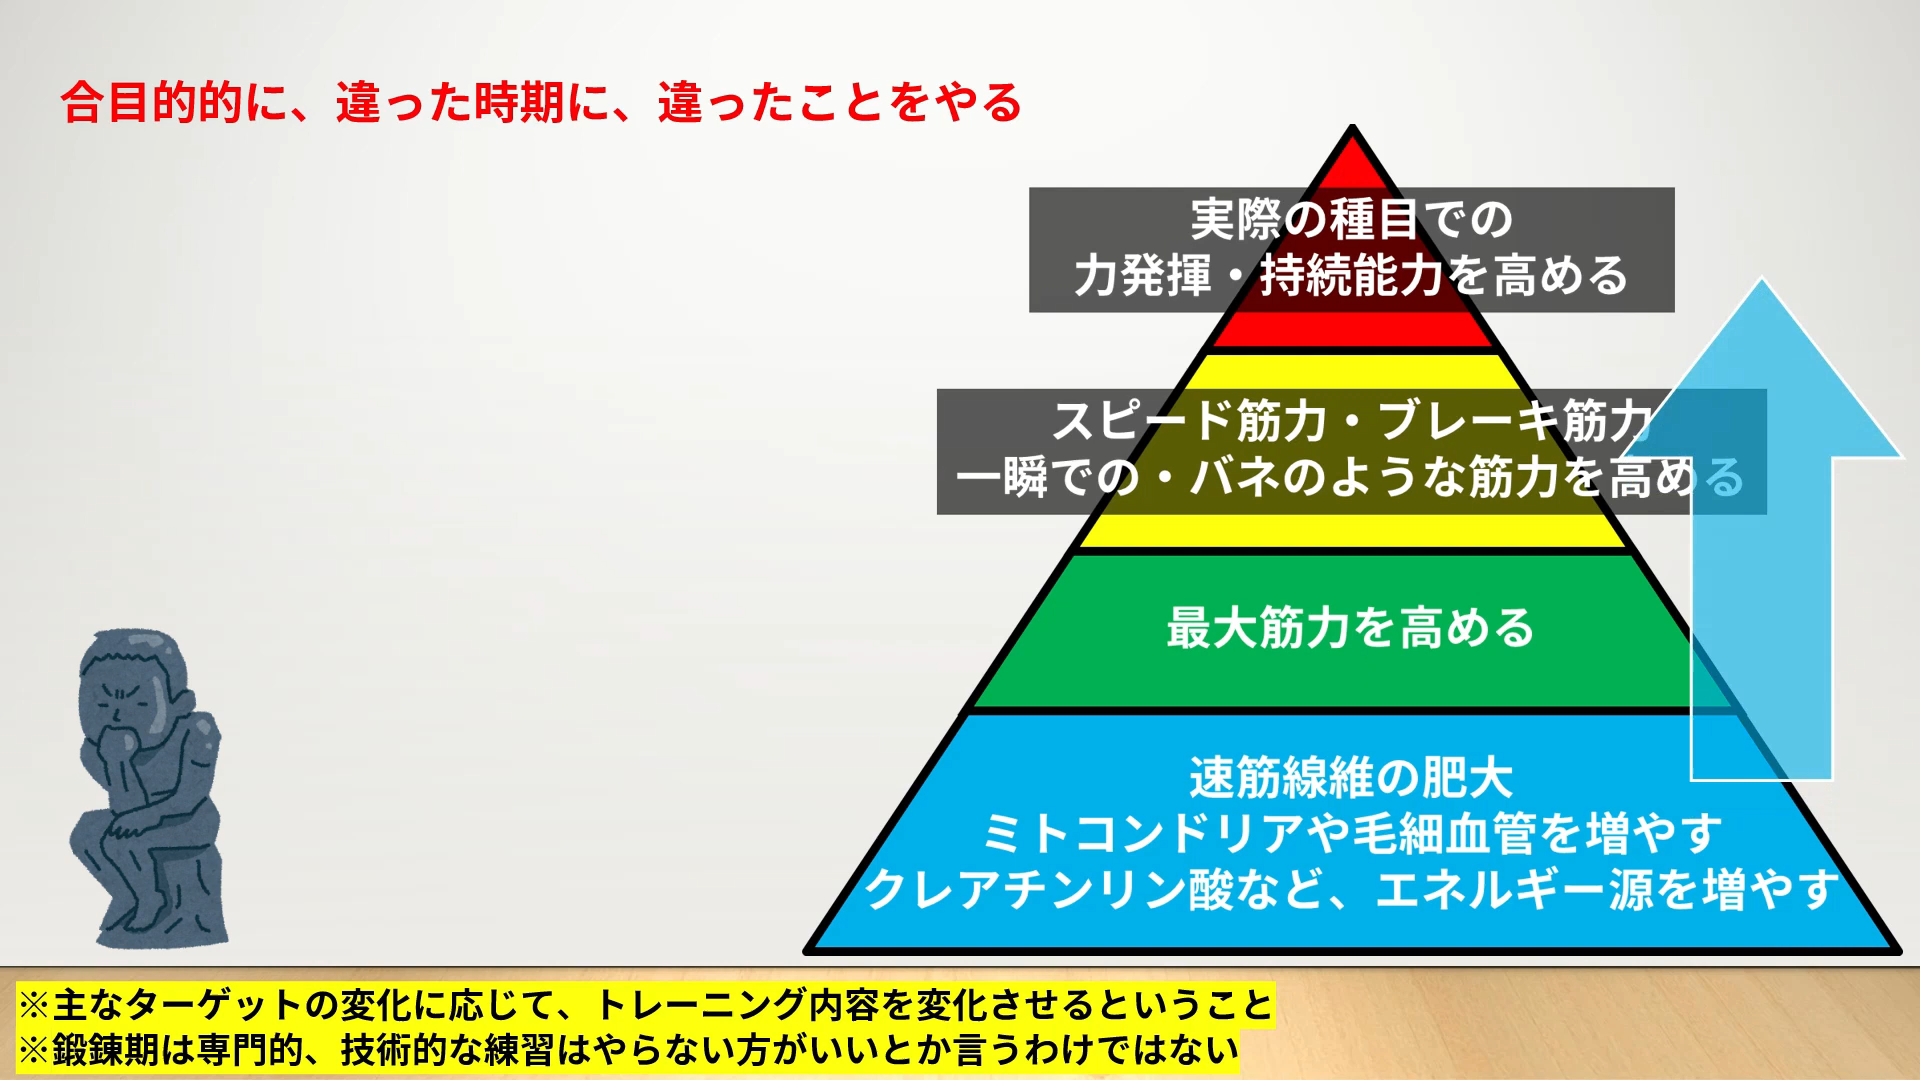 合目的的に、違った時期に、違ったことをやる
実際の種目での
力発揮・持続能力を高める
スピード筋力・ブレーキ筋力
一瞬での・バネのような筋力を高める
最大筋力を高める
速筋線維の肥大
ミトコンドリアや毛細血管を増やす
クレアチンリン酸など、エネルギー源を増やす
※主なターゲットの変化に応じて、トレーニング内容を変化させるということ
※鍛錬期は専門的、技術的な練習はやらない方がいいとか言うわけではない